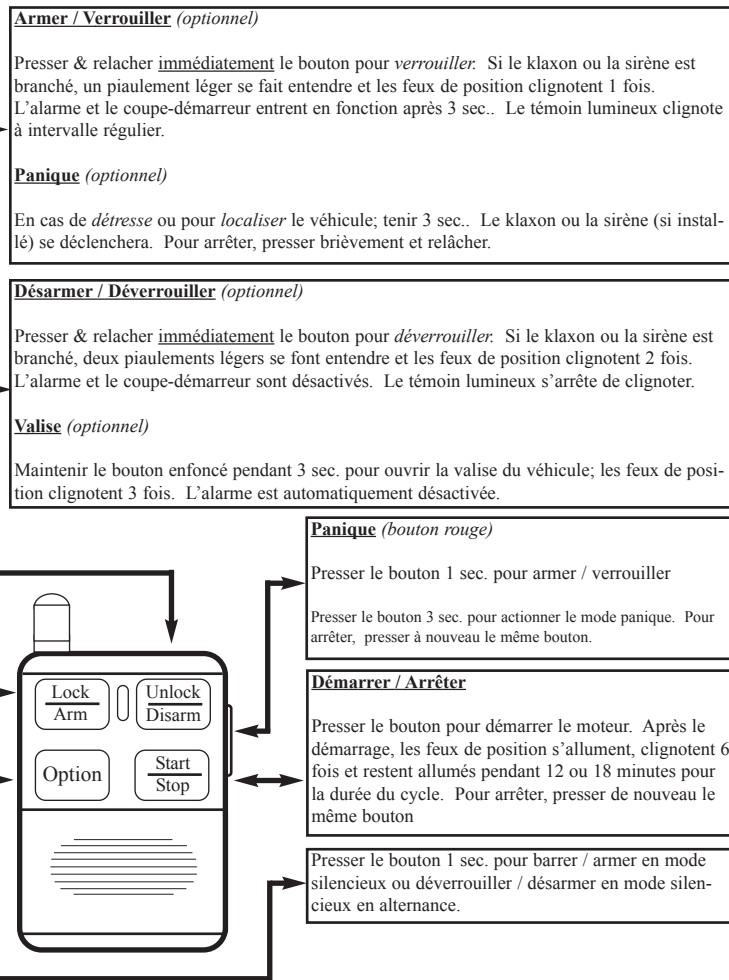 Armer / Verrouiller (optionnel)
Presser & relacher immédiatement le bouton pour verrouiller. Si le klaxon ou la sirène est
branché, un piaulement léger se fait entendre et les feux de position clignotent 1 fois.
L'alarme et le coupe-démarreur entrent en fonction après 3 sec.. Le témoin lumineux clignote
à intervalle régulier.
Panique (optionnel)
En cas de détresse ou pour localiser le véhicule; tenir 3 sec.. Le klaxon ou la sirène (si instal-
lé) se déclenchera. Pour arrêter, presser brièvement et relâcher.
Désarmer / Déverrouiller (optionnel)
Presser & relacher immédiatement le bouton pour déverrouiller. Si le klaxon ou la sirène est
branché, deux piaulements légers se font entendre et les feux de position clignotent 2 fois.
L'alarme et le coupe-démarreur sont désactivés. Le témoin lumineux s'arrête de clignoter.
Valise (optionnel)
Maintenir le bouton enfoncé pendant 3 sec. pour ouvrir la valise du véhicule; les feux de posi-
tion clignotent 3 fois. L'alarme est automatiquement désactivée.
Panique (bouton rouge)
Presser le bouton 1 sec. pour armer / verrouiller
Presser le bouton 3 sec. pour actionner le mode panique. Pour
arrêter, presser à nouveau le même bouton.
Lock
Arm
Unlock
Disarm
Option
Start
Stop
Démarrer / Arrêter
Presser le bouton pour démarrer le moteur. Après le
démarrage, les feux de position s'allument, clignotent 6
fois et restent allumés pendant 12 ou 18 minutes pour
la durée du cycle. Pour arrêter, presser de nouveau le
même bouton
Presser le bouton 1 sec. pour barrer / armer en mode
silencieux ou déverrouiller / désarmer en mode silen-
cieux en alternance.